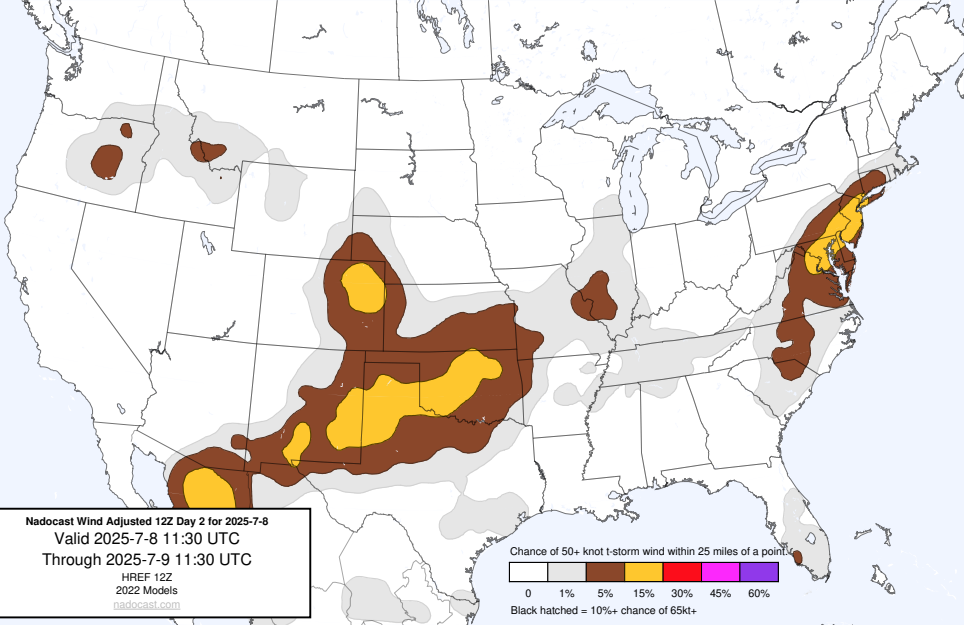 Nadocast Wind Adjusted 12Z Day 2 for 2025-7-8
Valid 2025-7-8 11:30 UTC
Through 2025-7-9 11:30 UTC
HREF 12Z
2022 Models
nadocast.com
Chance of 50+ knot t-storm wind within 25 miles of a point.
0 1% 5% 15% 30% 45% 60%
Black hatched = 10%+ chance of 65kt+